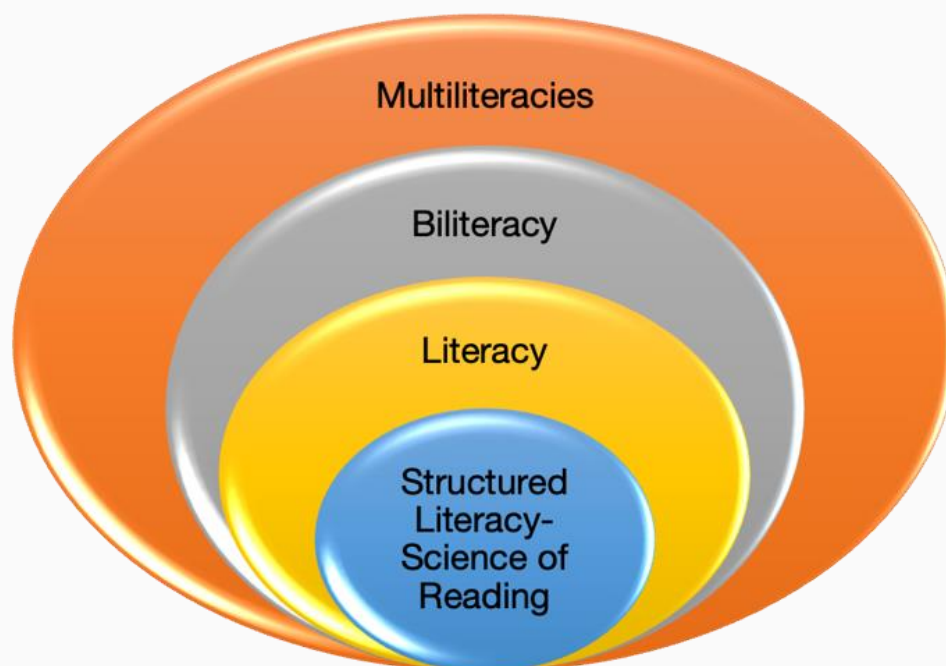 Multiliteracies
Biliteracy
Literacy
Structured
Literacy-
Science of
Reading